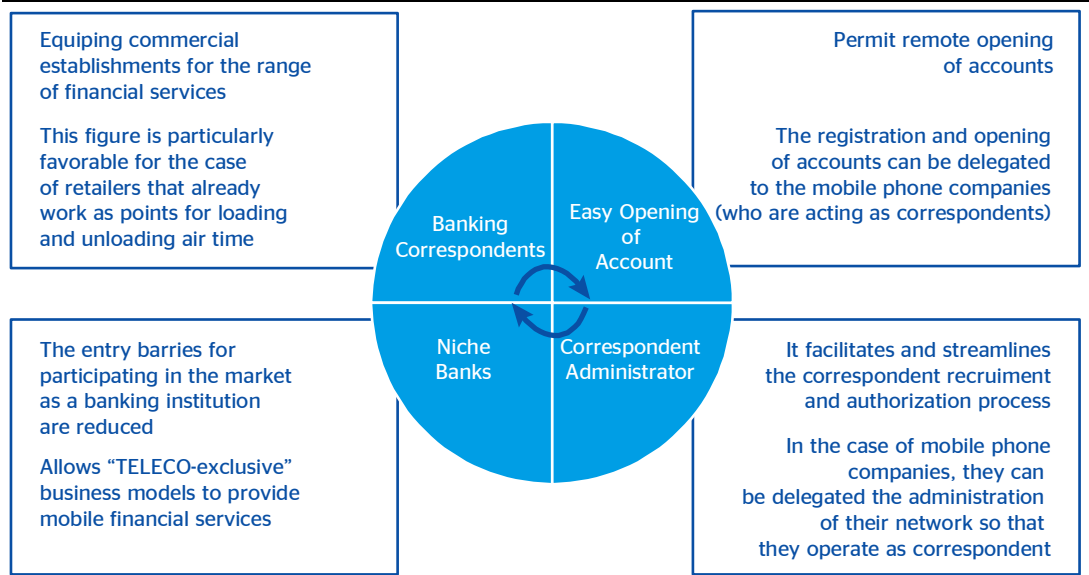 Equiping commercial
establishments for the range
of financial services
This figure is particularly
favorable for the case
of retailers that already
work as points for loading
and unloading air time
Permit remote opening
of accounts
The registration and opening
of accounts can be delegated
to the mobile phone companies
(who are acting as correspondents)
Banking
Correspondents
Easy Opening
of
Account
Niche
Banks
Correspondent
Administrator
The entry barries for
participating in the market
as a banking institution
are reduced
Allows “TELECO-exclusive”
business models to provide
mobile financial services
It facilitates and streamlines
the correspondent recruiment
and authorization process
In the case of mobile phone
companies, they can
be delegated the administration
of their network so that
they operate as correspondent